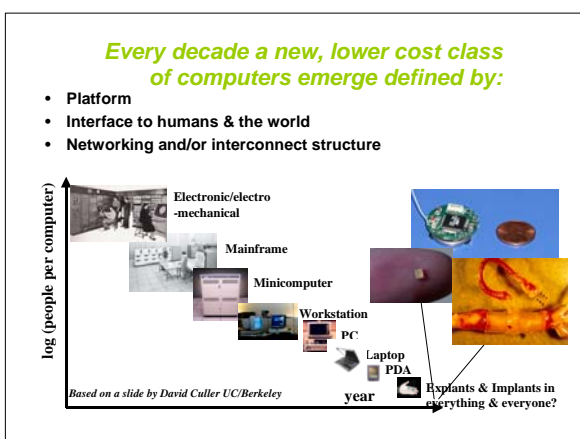 Every decade a new, lower cost class
of computers emerge defined by:
• Platform
• Interface to humans & the world
• Networking and/or interconnect structure
log (people per computer)
Electronic/electro
-mechanical
Mainframe
Minicomputer
Workstation
PC
Laptop
PDA
Explants & Implants in
everything & everyone?
Based on a slide by David Culler UC/Berkeley
year